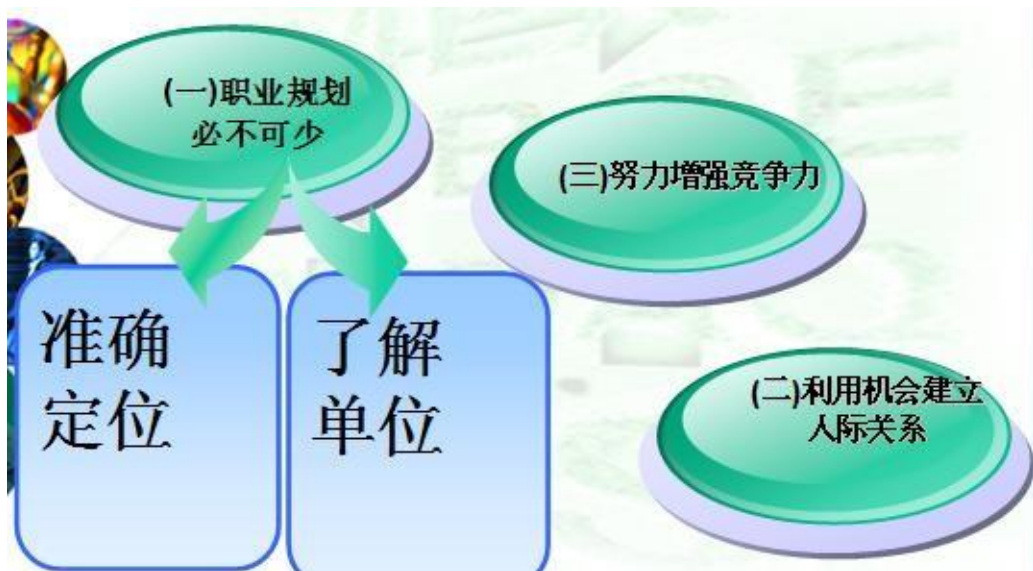 (一)职业规划
必不可少
(三)努力增强竞争力
准确
定位
了解
单位
(二)利用机会建立
人际关系